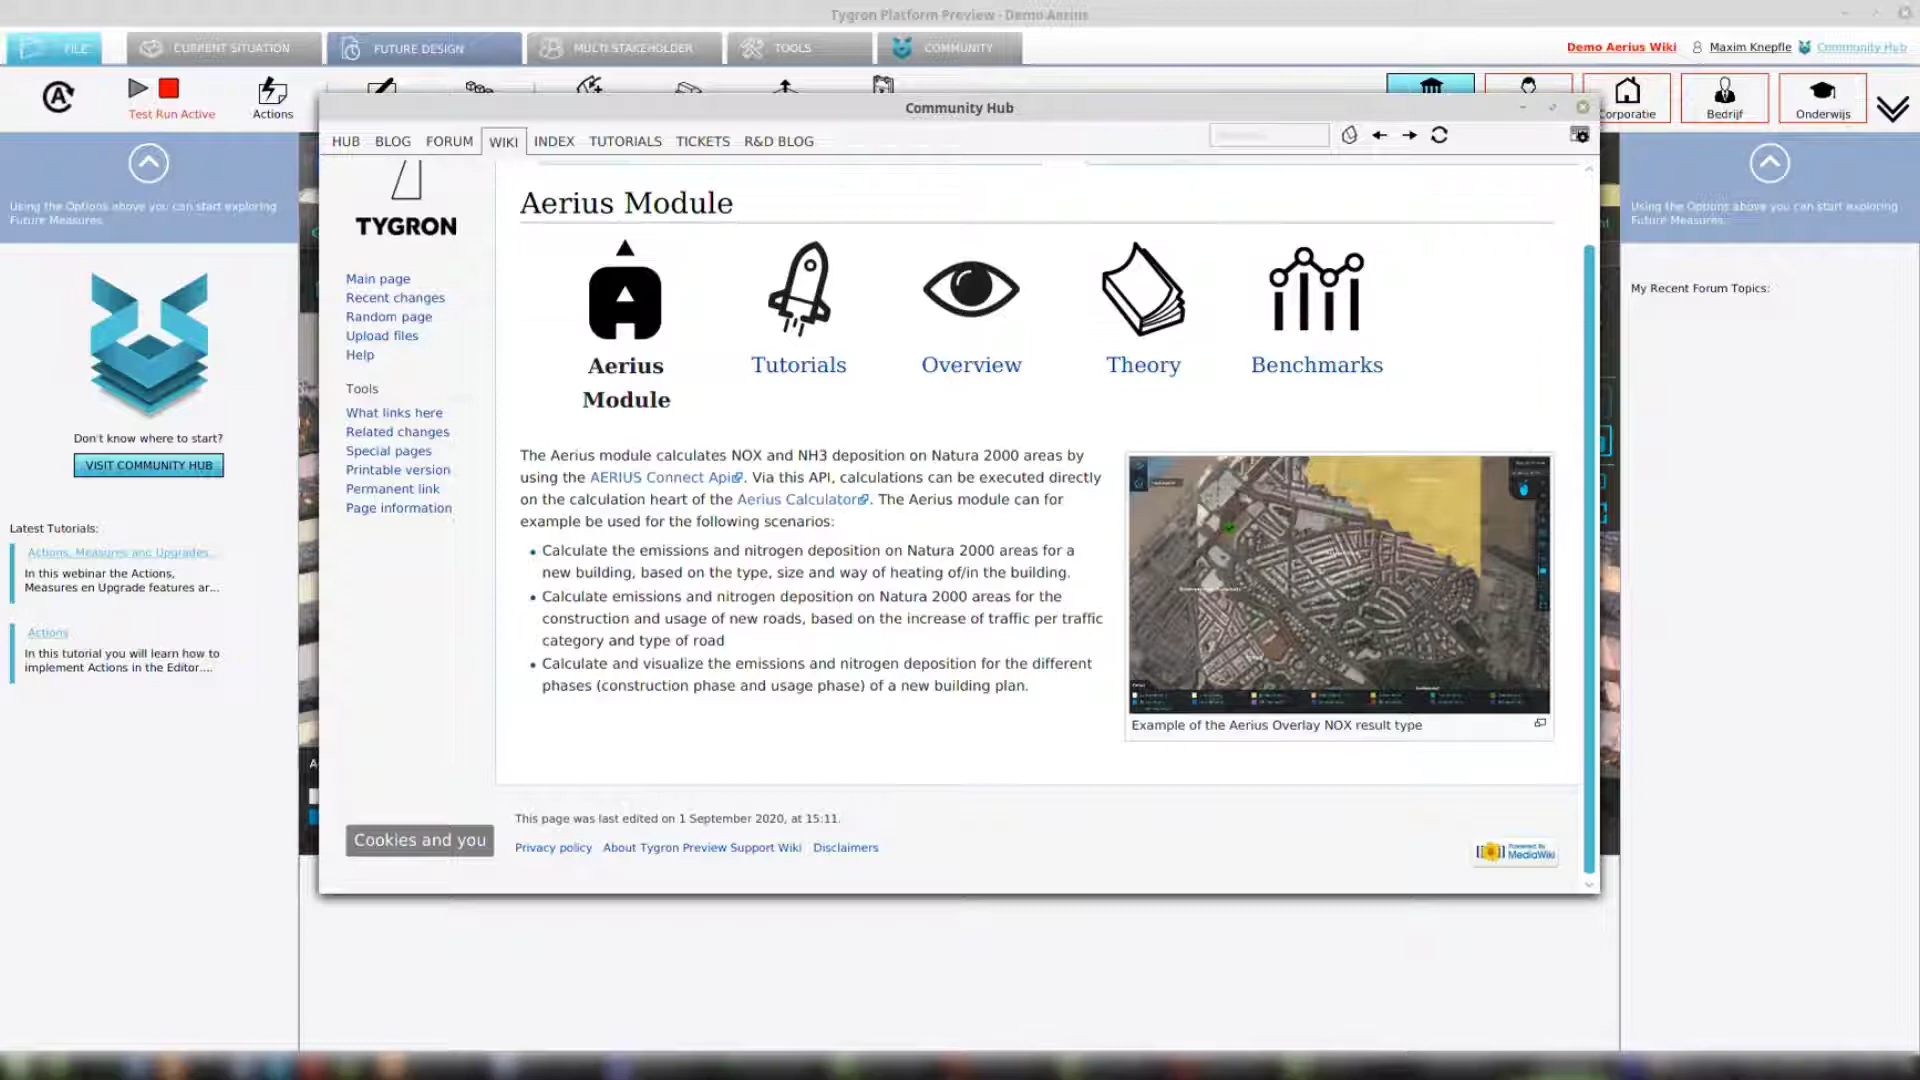 Tygron Platform Preview - Demo Aerius
FILE
CURRENT SITUATION
FUTURE DESIGN
MULTI STAKEHOLDER
TOOLS
COMMUNITY
Demo Aerius Wiki
Maxim Knepfle
Community Hub
Test Run Active
Actions
Corporatie
Bedrijf
Onderwijs
Community Hub
HUB BLOG FORUM WIKI INDEX TUTORIALS TICKETS R&D BLOG
Using the Options above you can start exploring
Future Measures.
Don't know where to start?
VISIT COMMUNITY HUB
Latest Tutorials:
Actions, Measures and Upgrades...
In this webinar the Actions,
Measures en Upgrade features ar...
Actions
In this tutorial you will learn how to
implement Actions in the Editor....
TYGRON
Main page
Recent changes
Random page
Upload files
Help
Tools
What links here
Related changes
Special pages
Printable version
Permanent link
Page information
Cookies and you
Aerius Module
Aerius
Module
Tutorials
Overview
Theory
Benchmarks
The Aerius module calculates NOX and NH3 deposition on Natura 2000 areas by
using the AERIUS Connect Api. Via this API, calculations can be executed directly
on the calculation heart of the Aerius Calculator. The Aerius module can for
example be used for the following scenarios:
• Calculate the emissions and nitrogen deposition on Natura 2000 areas for a
new building, based on the type, size and way of heating of/in the building.
• Calculate emissions and nitrogen deposition on Natura 2000 areas for the
construction and usage of new roads, based on the increase of traffic per traffic
category and type of road
• Calculate and visualize the emissions and nitrogen deposition for the different
phases (construction phase and usage phase) of a new building plan.
Example of the Aerius Overlay NOX result type
This page was last edited on 1 September 2020, at 15:11.
Privacy policy About Tygron Preview Support Wiki Disclaimers
Powered By
MediaWiki
Using the Options above you can start exploring
Future Measures.
My Recent Forum Topics: